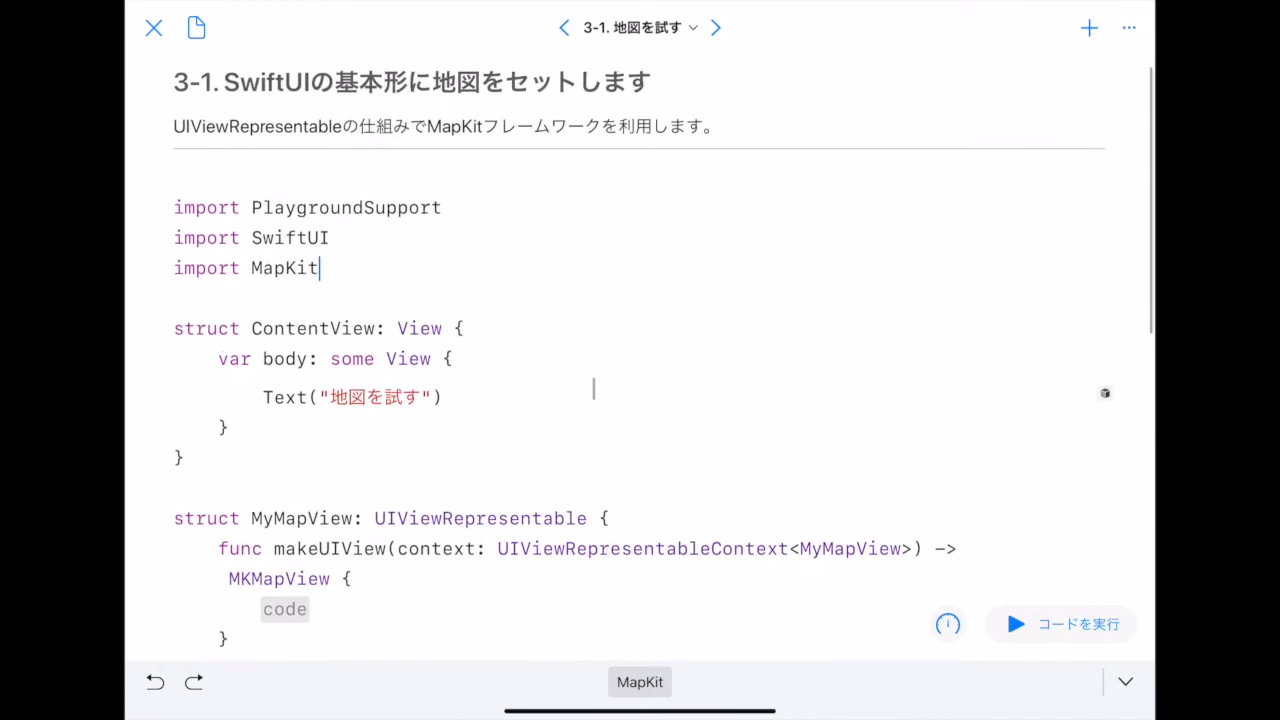 3-1. 地図を試す
3-1. SwiftUIの基本形に地図をセットします
UIViewRepresentableの仕組みでMapKitフレームワークを利用します。
import PlaygroundSupport
import SwiftUI
import MapKit
struct ContentView: View {
var body: some View {
Text("地図を試す")
}
}
struct MyMapView: UIViewRepresentable {
func makeUIView(context: UIViewRepresentableContext<MyMapView>) ->
MKMapView {
code
}
コードを実行
MapKit